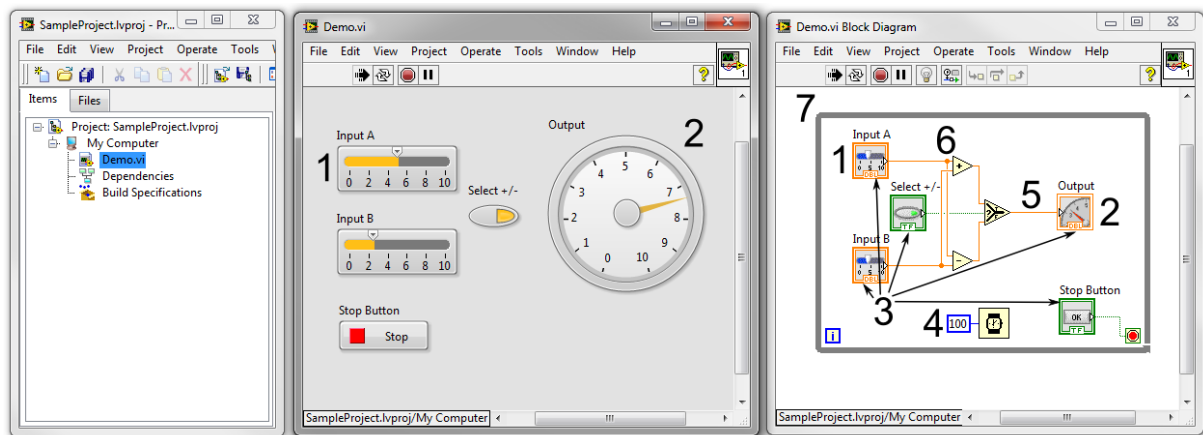 SampleProject.lvproj - Pr...
File Edit View Project Operate Tools
Items Files
Project: SampleProject.lvproj
My Computer
Demo.vi
Dependencies
Build Specifications
Demo.vi
File Edit View Project Operate Tools Window Help
1
Input A
1
0 2 4 6 8 10
Input B
0 2 4 6 8 10
Select +/-
Stop Button
Stop
Output
2
0 1 2 3 4 5 6 7 8 9 10
SampleProject.lvproj/My Computer
Demo.vi Block Diagram
File Edit View Project Operate Tools Window Help
1
7
Input A
1
DBL
6
+
Select +/-
TF
?
5
Output
2
DBL
Input B
DBL
-
3
4
100
Stop Button
OK
TF
i
SampleProject.lvproj/My Computer